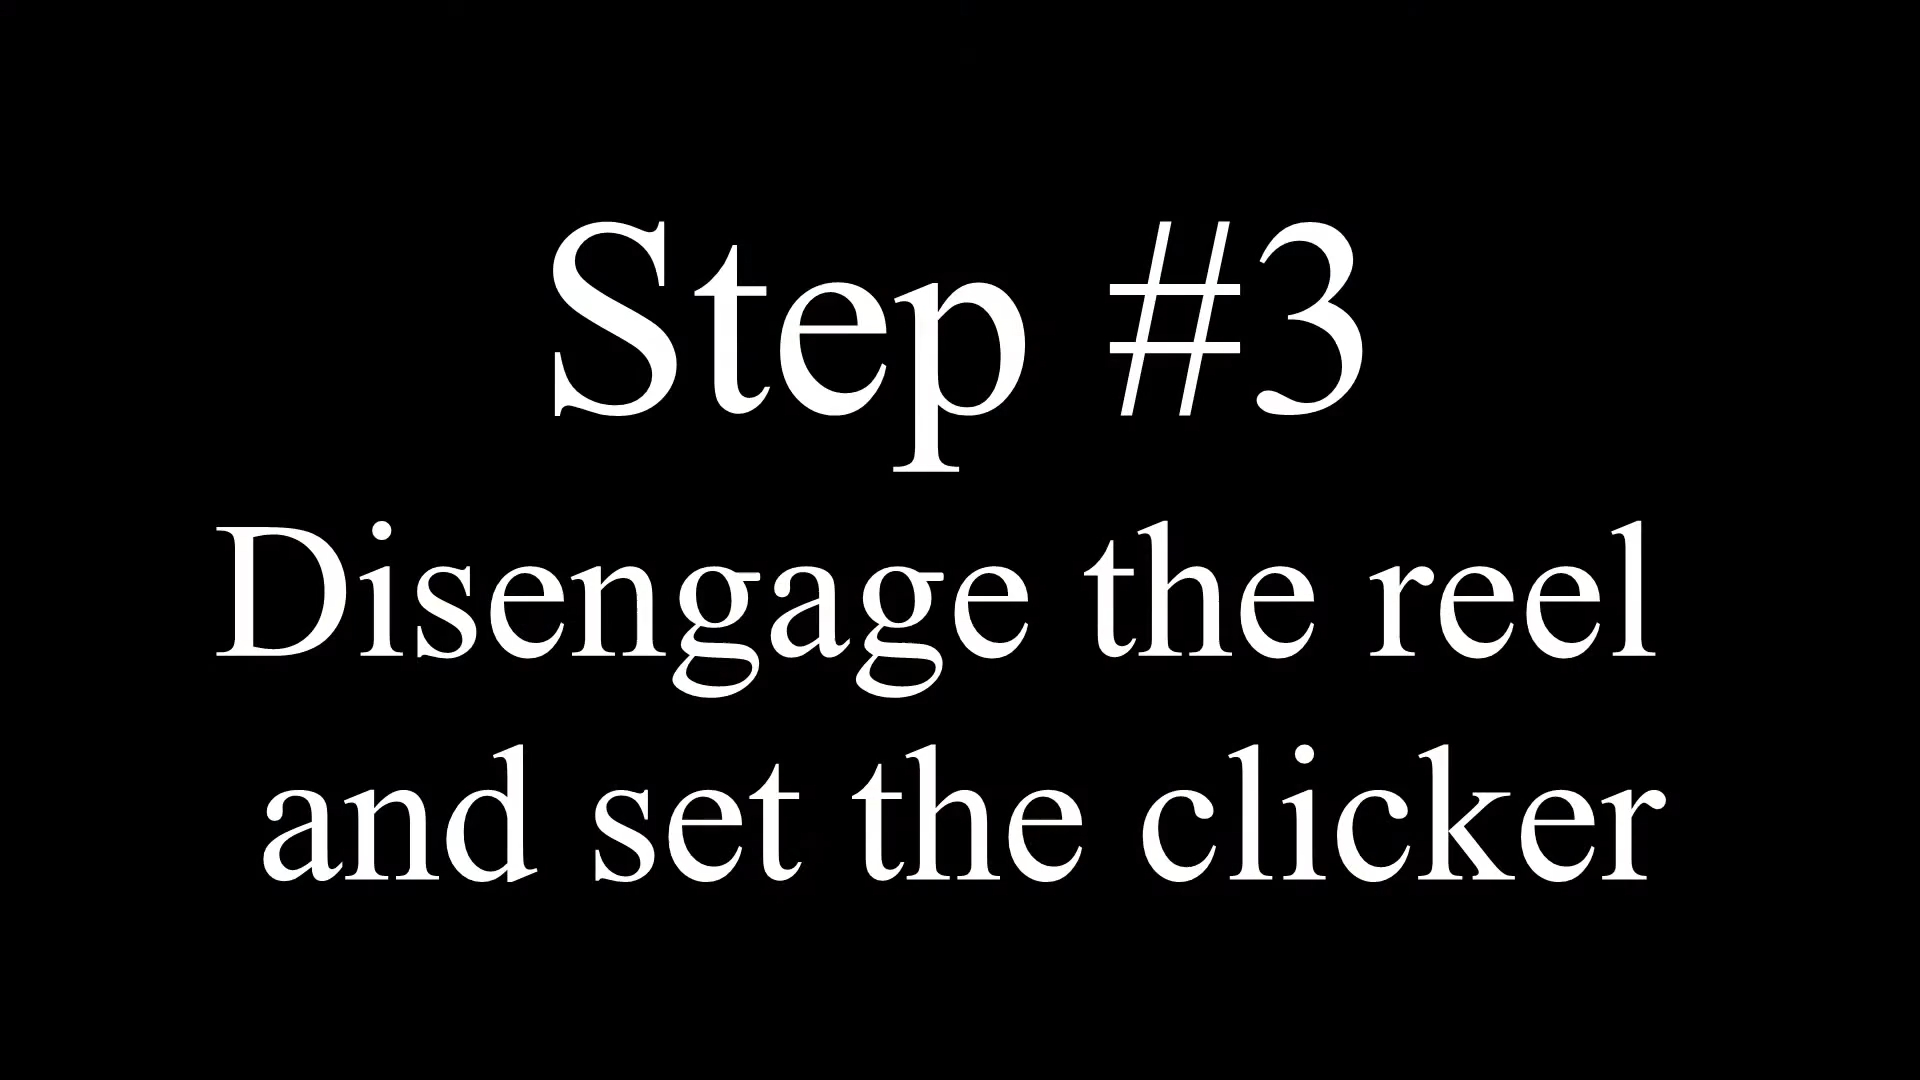 Step #3
Disengage the reel
and set the clicker